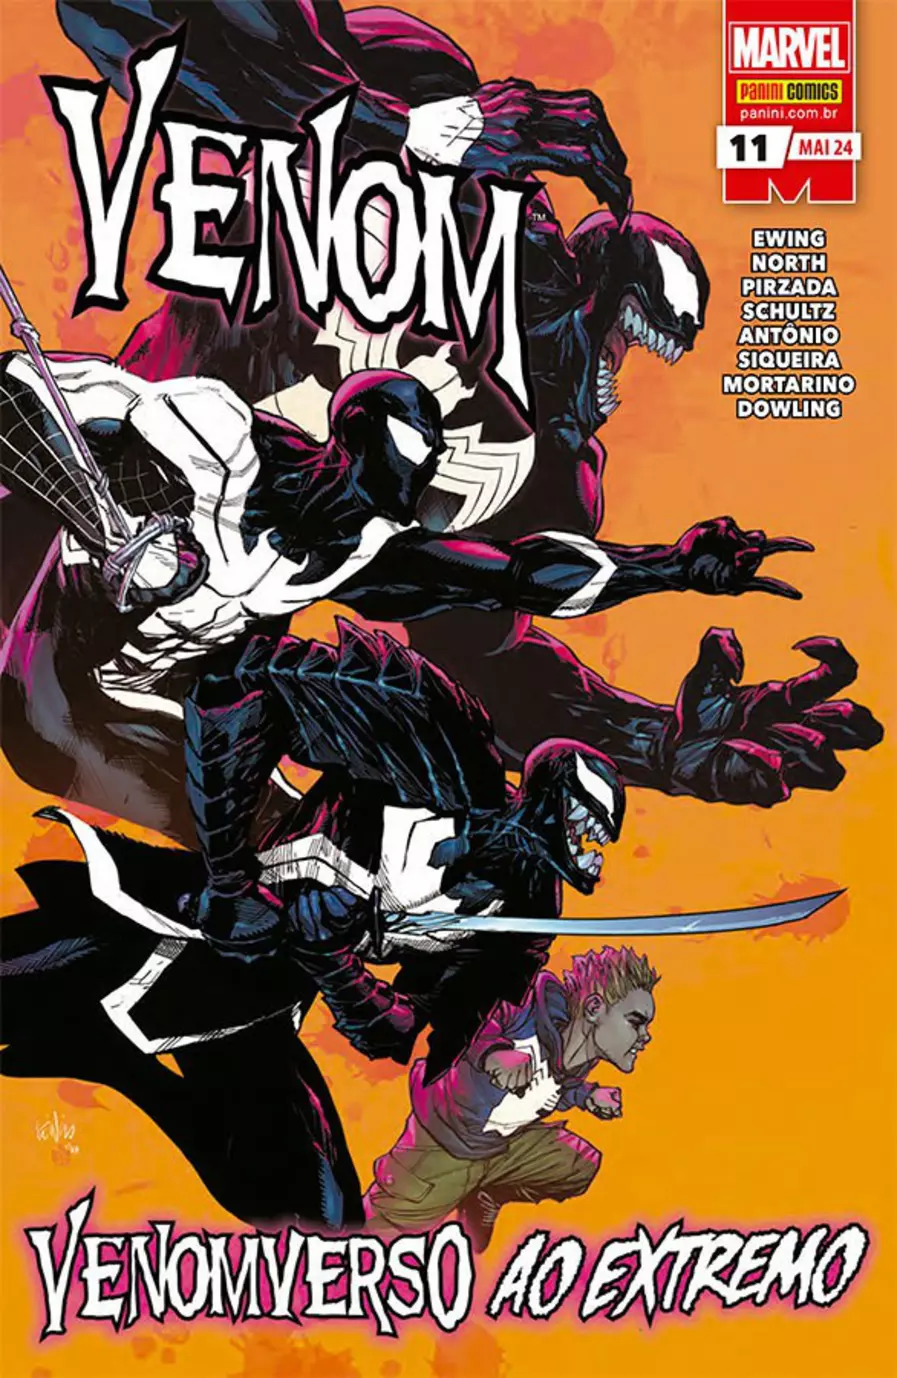 VENOM
TM
MARVEL
PANINI COMICS
panini.com.br
11 MAI 24
EWING
NORTH
PIRZADA
SCHULTZ
ANTÔNIO
SIQUEIRA
MORTARINO
DOWLING
VENOMVERSO AO EXTREMO